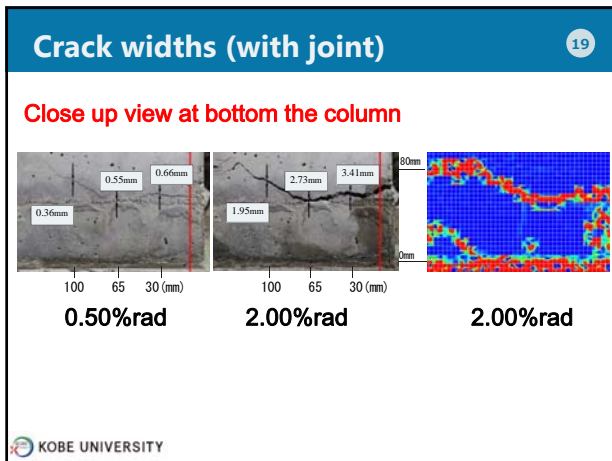 Crack widths (with joint)
19
Close up view at bottom the column
0.36mm
0.55mm
0.66mm
1.95mm
2.73mm
3.41mm
80mm
0mm
100 65 30 (mm)
100 65 30 (mm)
0.50%rad
2.00%rad
2.00%rad
KOBE UNIVERSITY